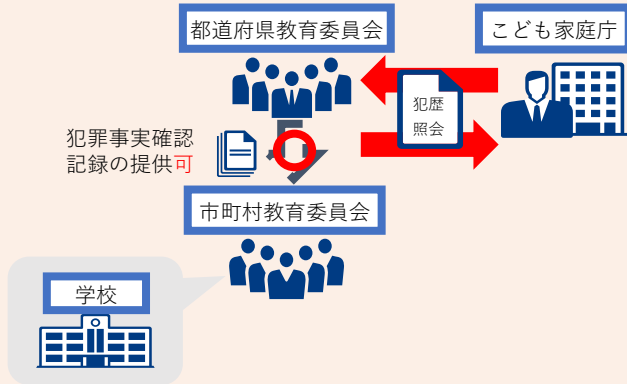 都道府県教育委員会
こども家庭庁
犯歴
照会
犯罪事実確認
記録の提供可
市町村教育委員会
学校